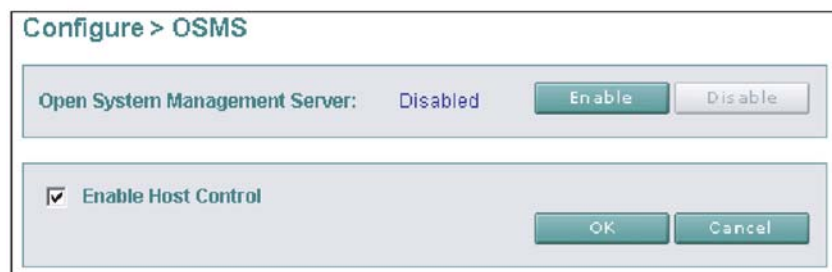 Configure > OSMS
Open System Management Server: Disabled Enable Disable
Enable Host Control
OK Cancel